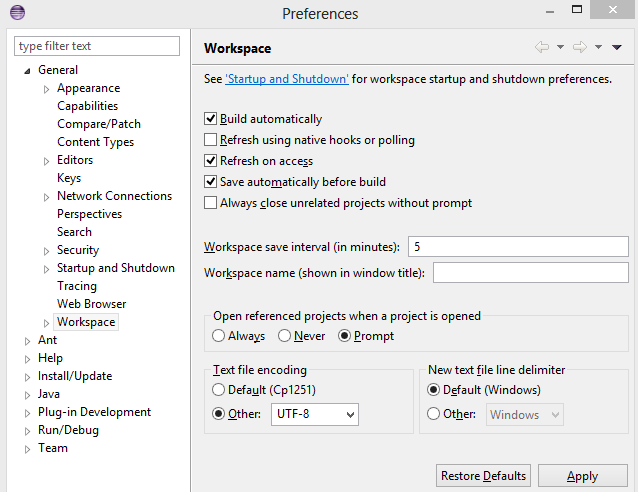 Preferences
type filter text
General
Appearance
Capabilities
Compare/Patch
Content Types
Editors
Keys
Network Connections
Perspectives
Search
Security
Startup and Shutdown
Tracing
Web Browser
Workspace
Ant
Help
Install/Update
Java
Plug-in Development
Run/Debug
Team
Workspace
See 'Startup and Shutdown' for workspace startup and shutdown preferences.
Build automatically
Refresh using native hooks or polling
Refresh on access
Save automatically before build
Always close unrelated projects without prompt
Workspace save interval (in minutes): 5
Workspace name (shown in window title):
Open referenced projects when a project is opened
Always Never Prompt
Text file encoding
Default (Cp1251)
Other: UTF-8
New text file line delimiter
Default (Windows)
Other: Windows
Restore Defaults Apply